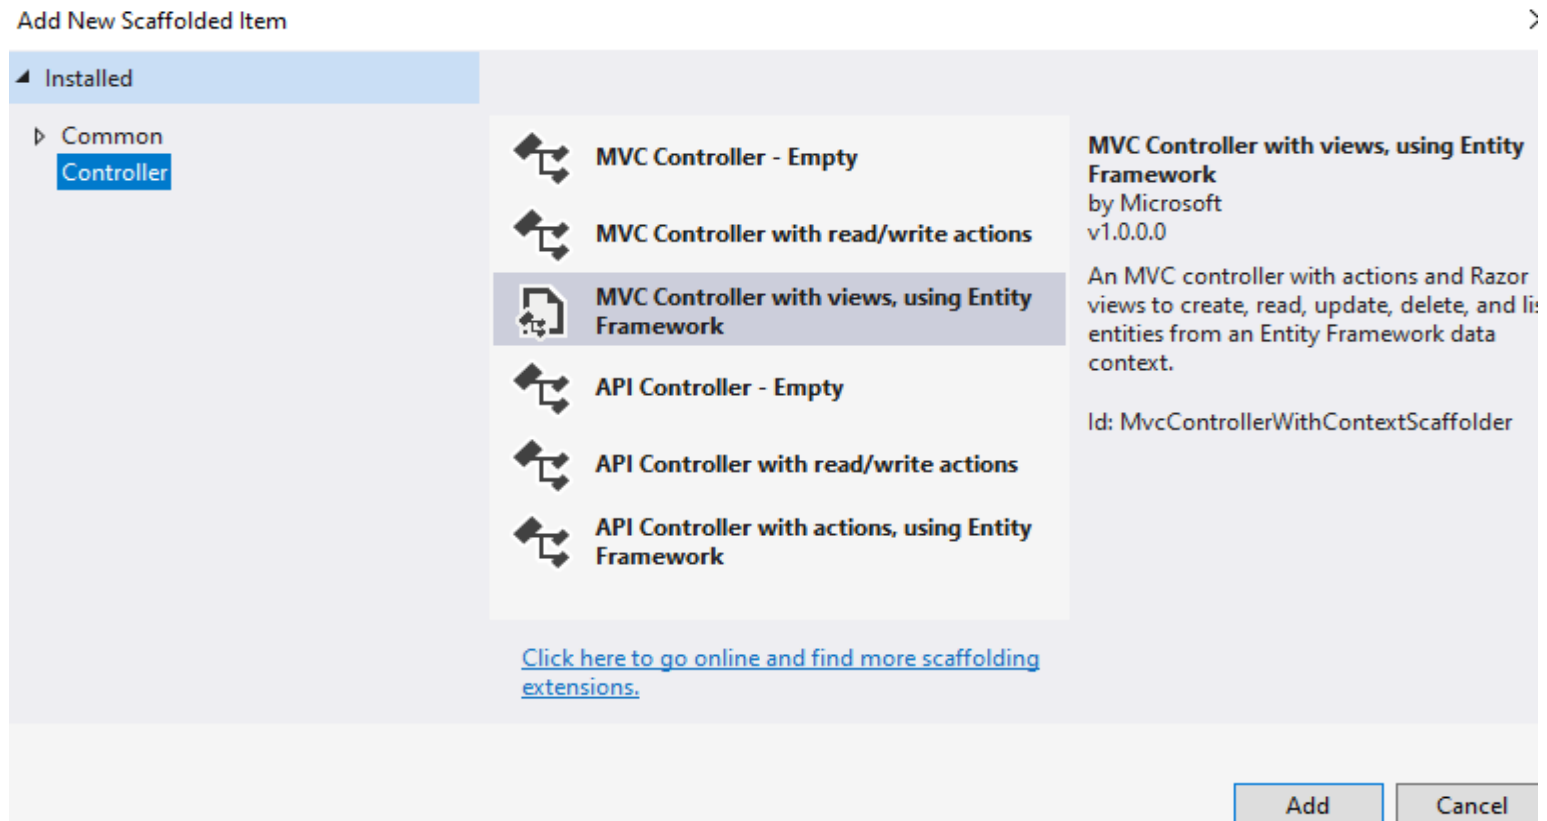 Add New Scaffolded Item
Installed
Common
Controller
MVC Controller - Empty
MVC Controller with read/write actions
MVC Controller with views, using Entity
Framework
API Controller - Empty
API Controller with read/write actions
API Controller with actions, using Entity
Framework
Click here to go online and find more scaffolding
extensions.
MVC Controller with views, using Entity
Framework
by Microsoft
v1.0.0.0
An MVC controller with actions and Razor
views to create, read, update, delete, and
entities from an Entity Framework data
context.
Id: MvcControllerWithContextScaffolder
Add
Cancel